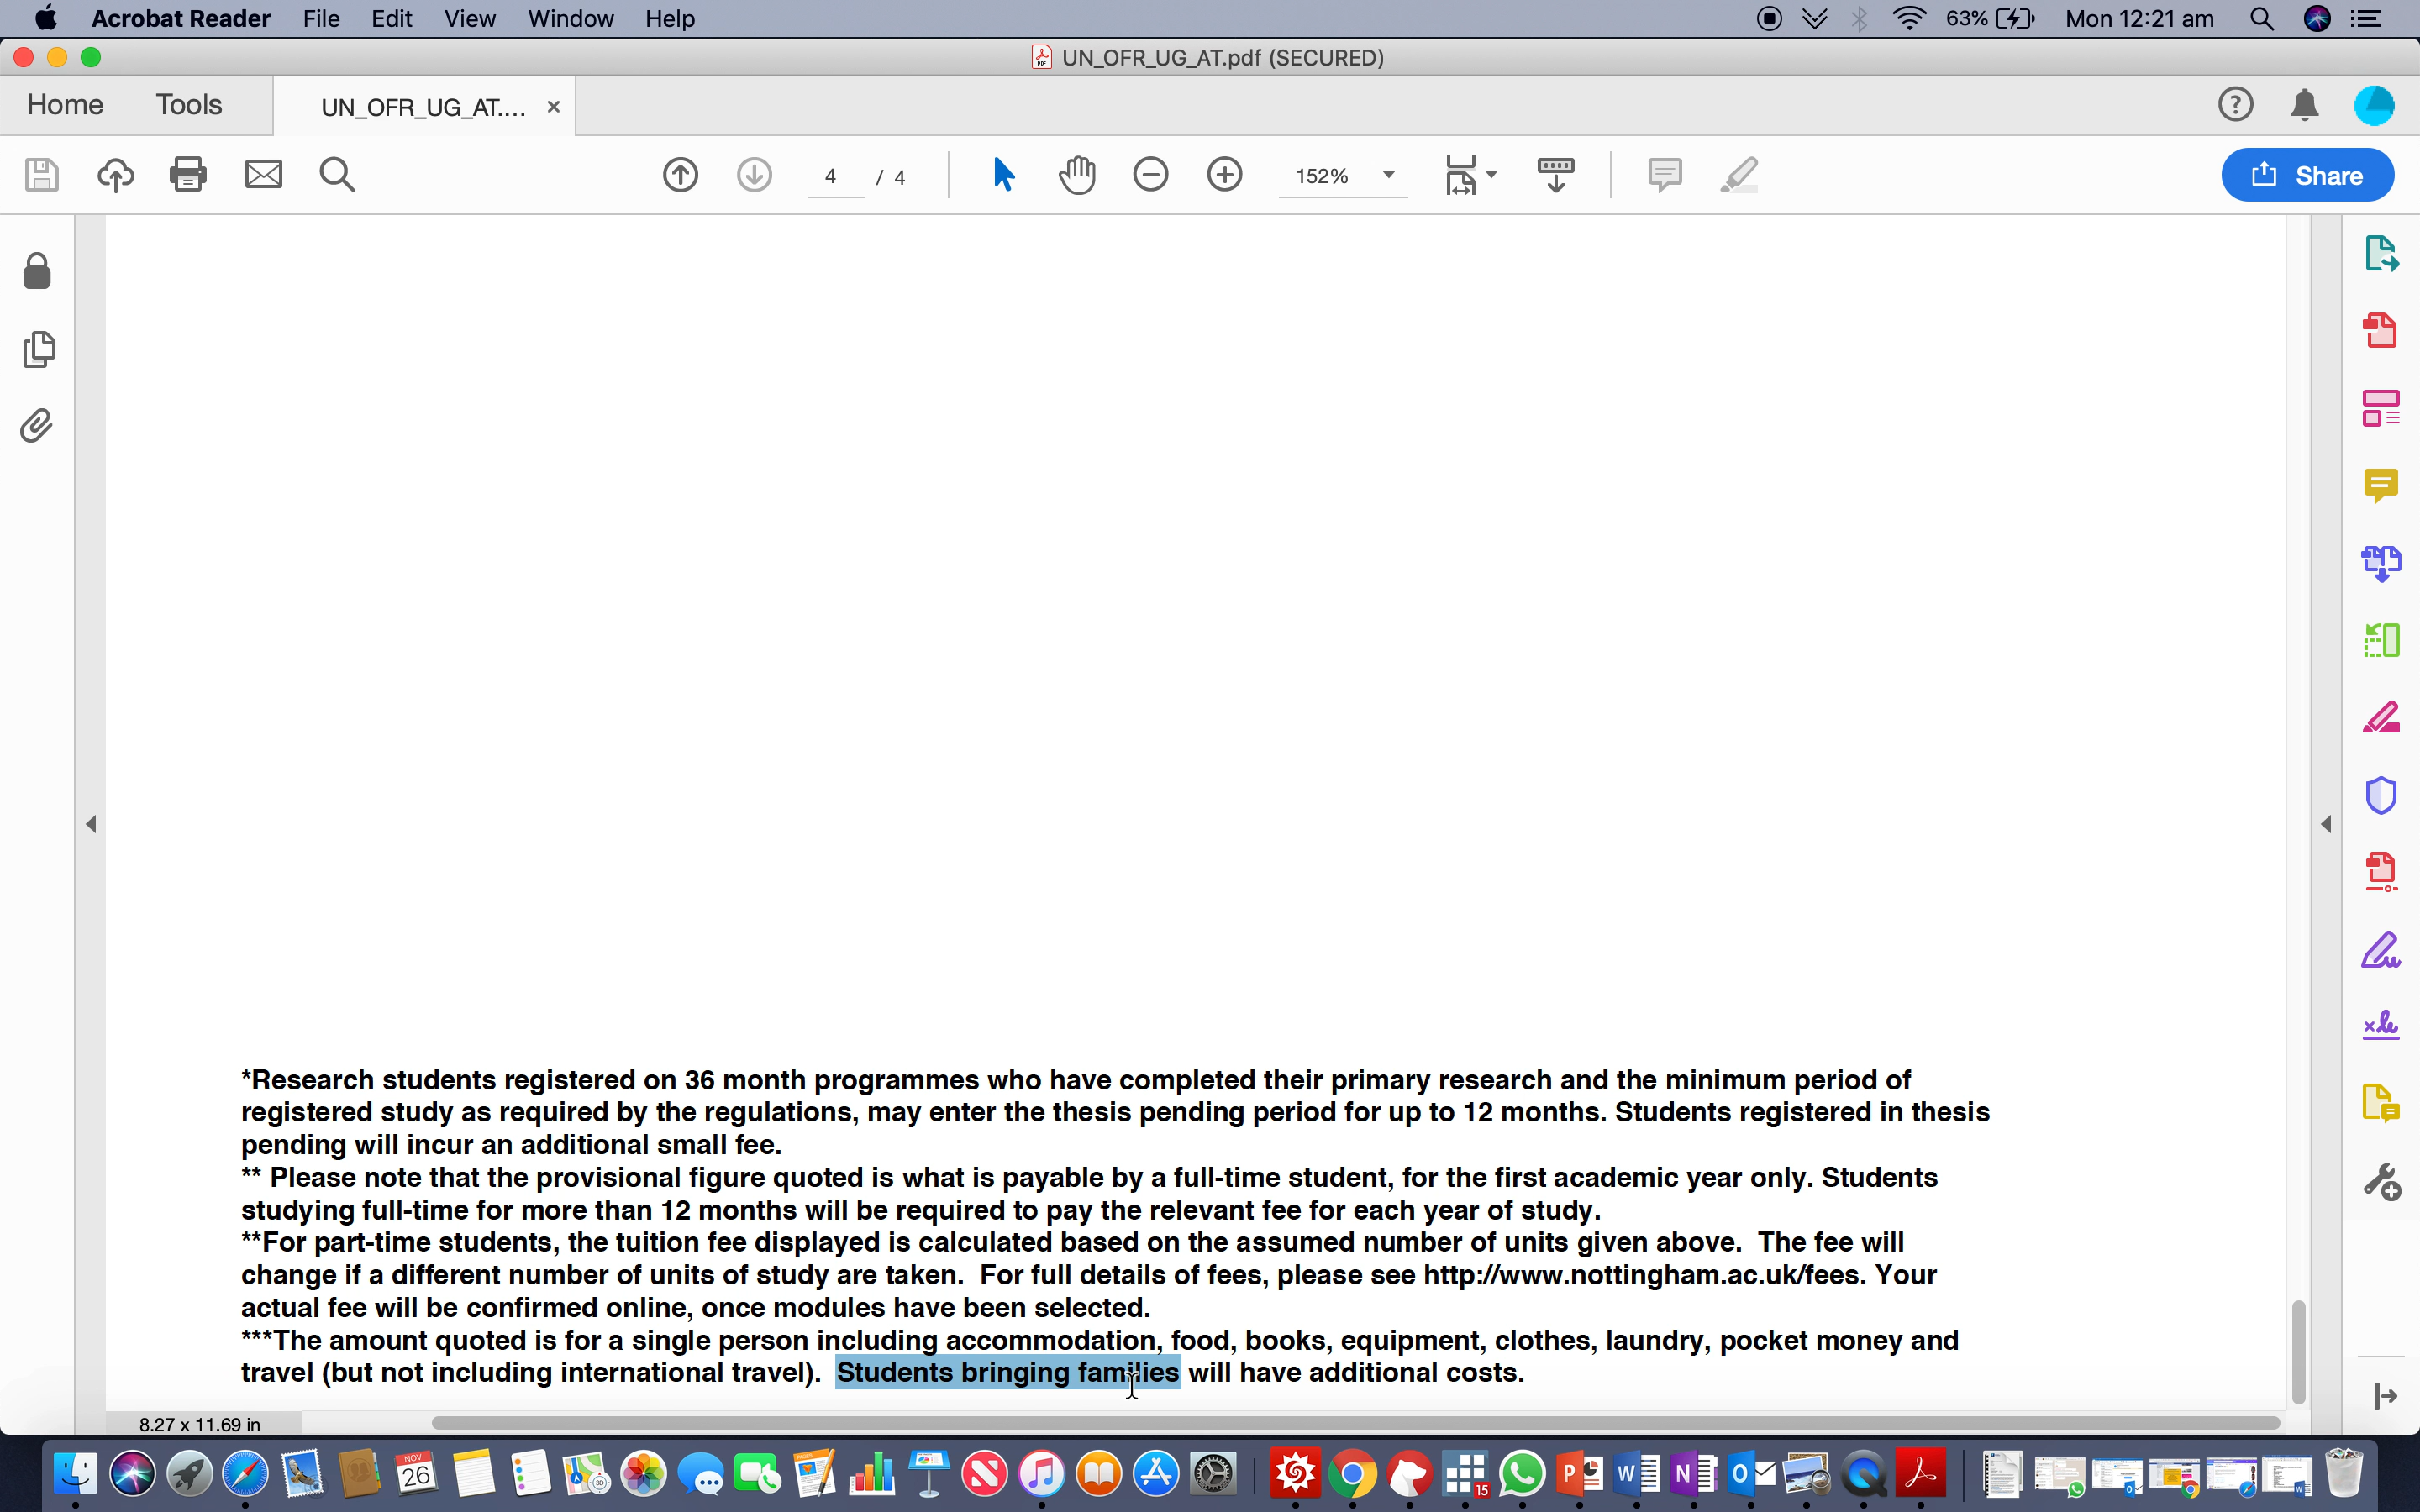 Acrobat Reader File Edit View Window Help 63% Mon 12:21 am
UN_OFR_UG_AT.pdf (SECURED)
Home Tools UN_OFR_UG_AT.... ×
4 / 4 152% Share
*Research students registered on 36 month programmes who have completed their primary research and the minimum period of
registered study as required by the regulations, may enter the thesis pending period for up to 12 months. Students registered in thesis
pending will incur an additional small fee.
** Please note that the provisional figure quoted is what is payable by a full-time student, for the first academic year only. Students
studying full-time for more than 12 months will be required to pay the relevant fee for each year of study.
**For part-time students, the tuition fee displayed is calculated based on the assumed number of units given above.  The fee will
change if a different number of units of study are taken.  For full details of fees, please see http://www.nottingham.ac.uk/fees. Your
actual fee will be confirmed online, once modules have been selected.
***The amount quoted is for a single person including accommodation, food, books, equipment, clothes, laundry, pocket money and
travel (but not including international travel).  Students bringing families will have additional costs.
8.27 x 11.69 in
NOV
26
15